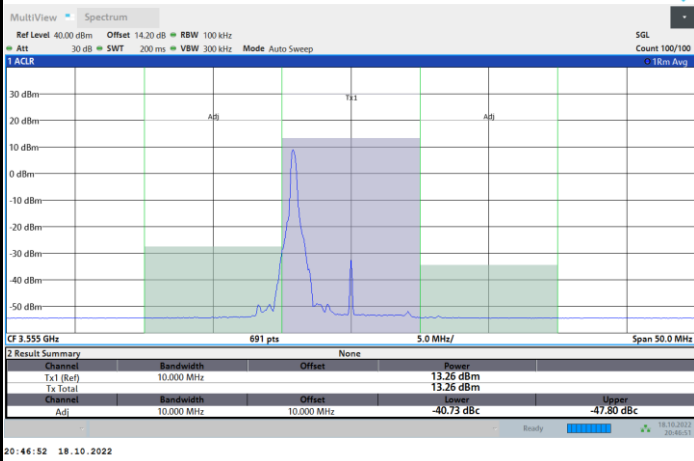 MultiView Spectrum
Ref Level 40.00 dBm Offset 14.20 dB RBW 100 kHz SGL
Att 30 dB SWT 200 ms VBW 300 kHz Mode Auto Sweep Count 100/100
1 ACLR 1Rm Avg
30 dBm
Tx1
20 dBm
Adj Adj
10 dBm
0 dBm
-10 dBm
-20 dBm
-30 dBm
-40 dBm
-50 dBm
CF 3.555 GHz 691 pts 5.0 MHz/ Span 50.0 MHz
2 Result Summary None
Channel Bandwidth Offset Power
Tx1 (Ref) 10.000 MHz 13.26 dBm
Tx Total 13.26 dBm
Channel Bandwidth Offset Lower Upper
Adj 10.000 MHz 10.000 MHz -40.73 dBc -47.80 dBc
Ready 18.10.2022
20:46:51
20:46:52 18.10.2022